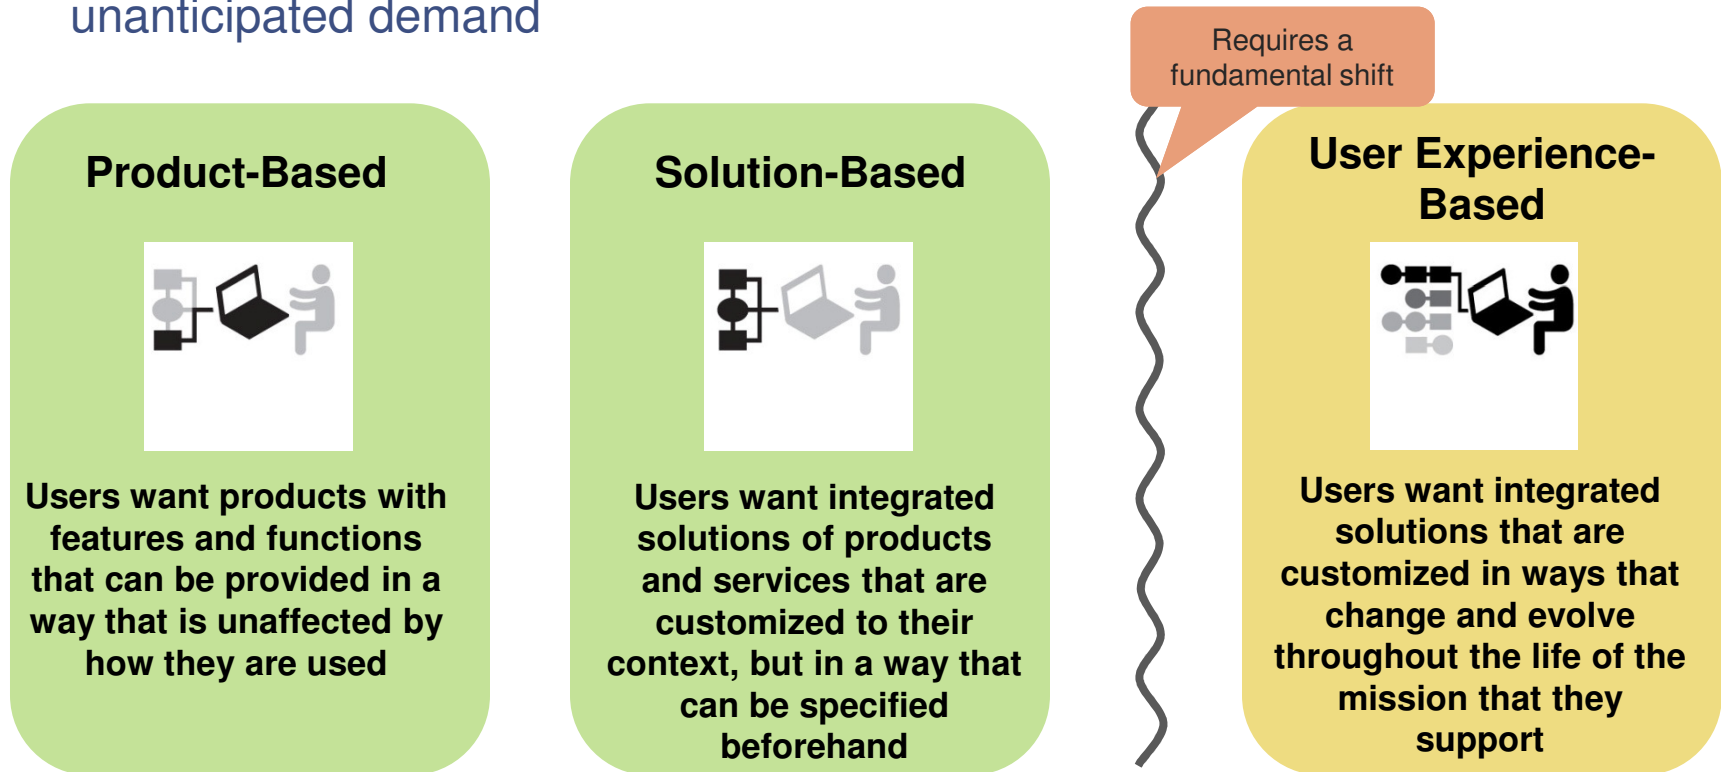 unanticipated demand
Requires a
fundamental shift
Product-Based
Users want products with
features and functions
that can be provided in a
way that is unaffected by
how they are used
Solution-Based
Users want integrated
solutions of products
and services that are
customized to their
context, but in a way that
can be specified
beforehand
User Experience-
Based
Users want integrated
solutions that are
customized in ways that
change and evolve
throughout the life of the
mission that they
support